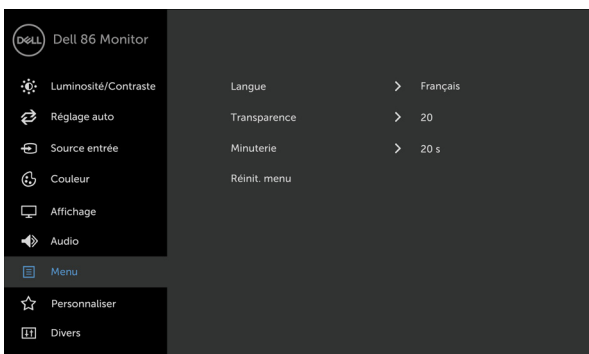 DELL Dell 86 Monitor
Luminosité/Contraste
Réglage auto
Source entrée
Couleur
Affichage
Audio
Menu
Personnaliser
Divers
Langue > Français
Transparence > 20
Minuterie > 20 s
Réinit. menu